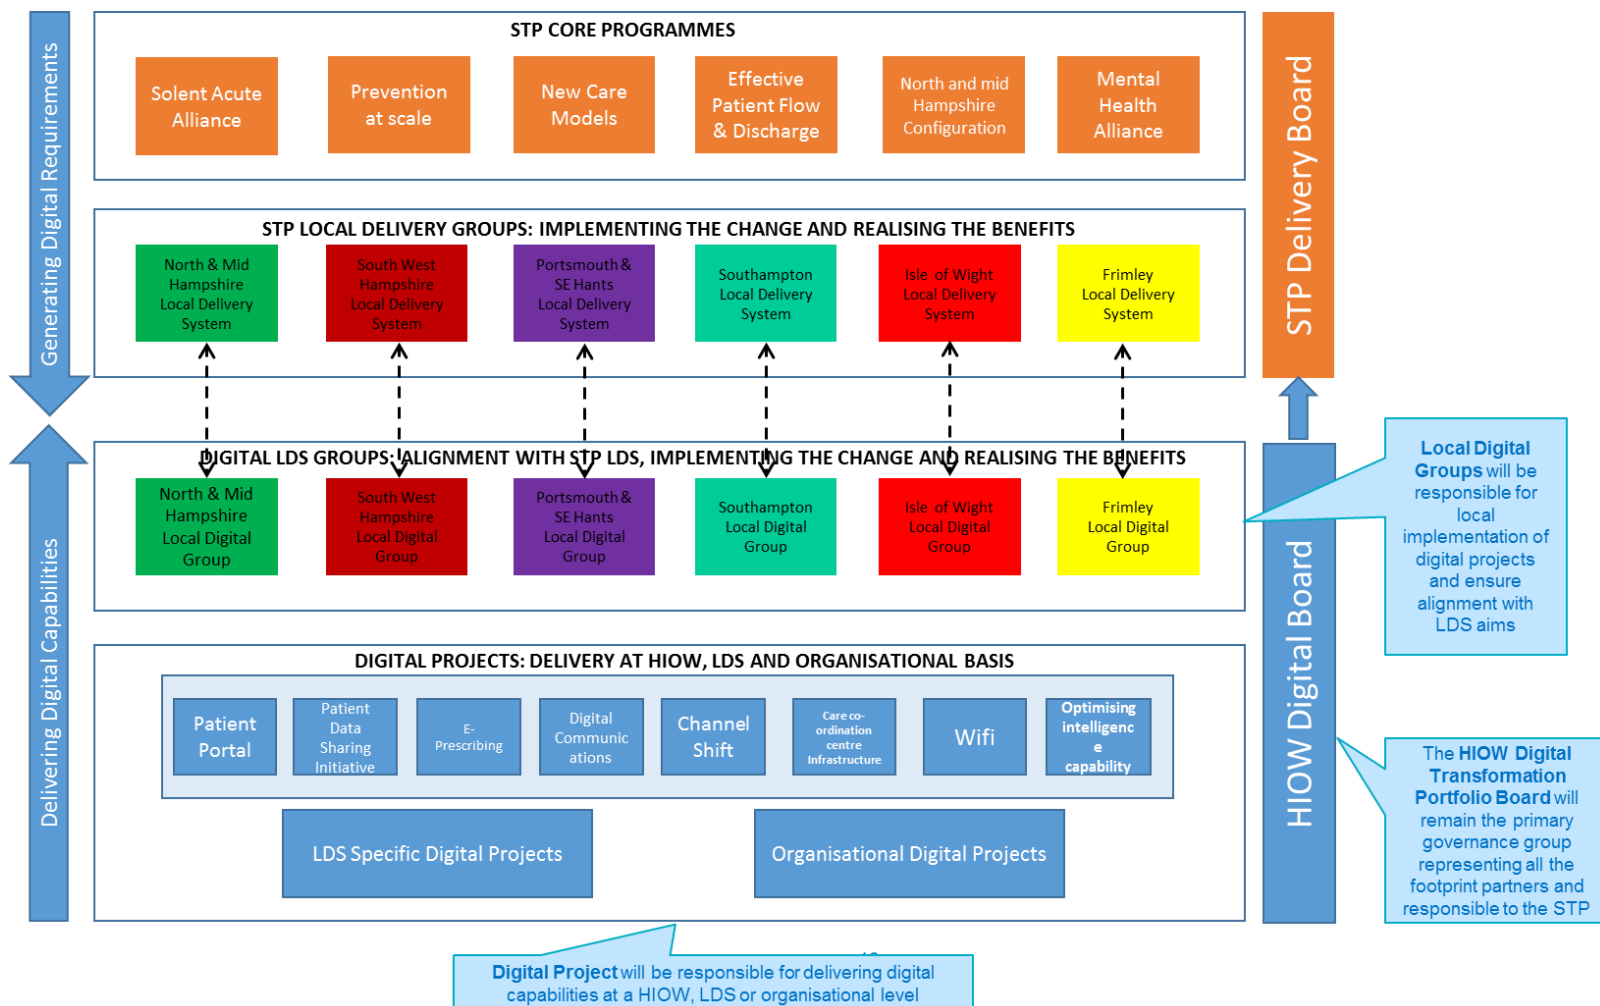 STP CORE PROGRAMMES
Solent Acute
Alliance
Prevention
at scale
New Care
Models
Effective
Patient Flow
& Discharge
North and mid
Hampshire
Configuration
Mental
Health
Alliance
Generating Digital Requirements
STP Delivery Board
STP LOCAL DELIVERY GROUPS: IMPLEMENTING THE CHANGE AND REALISING THE BENEFITS
North & Mid
Hampshire
Local Delivery
System
South West
Hampshire
Local Delivery
System
Portsmouth &
SE Hants
Local Delivery
System
Southampton
Local Delivery
System
Isle of Wight
Local Delivery
System
Frimley
Local Delivery
System
DIGITAL LDS GROUPS: ALIGNMENT WITH STP LDS, IMPLEMENTING THE CHANGE AND REALISING THE BENEFITS
North & Mid
Hampshire
Local Digital
Group
South West
Hampshire
Local Digital
Group
Portsmouth &
SE Hants
Local Digital
Group
Southampton
Local Digital
Group
Isle of Wight
Local Digital
Group
Frimley
Local Digital
Group
Local Digital
Groups will be
responsible for
local
implementation of
digital projects
and ensure
alignment with
LDS aims
Delivering Digital Capabilities
HIOW Digital Board
DIGITAL PROJECTS: DELIVERY AT HIOW, LDS AND ORGANISATIONAL BASIS
Patient
Portal
Patient
Data
Sharing
Initiative
E-
Prescribing
Digital
Communic
ations
Channel
Shift
Care co-
ordination
centre
Infrastructure
Wifi
Optimising
intelligenc
e
capability
LDS Specific Digital Projects
Organisational Digital Projects
The HIOW Digital
Transformation
Portfolio Board will
remain the primary
governance group
representing all the
footprint partners and
responsible to the STP
Digital Project will be responsible for delivering digital
capabilities at a HIOW, LDS or organisational level